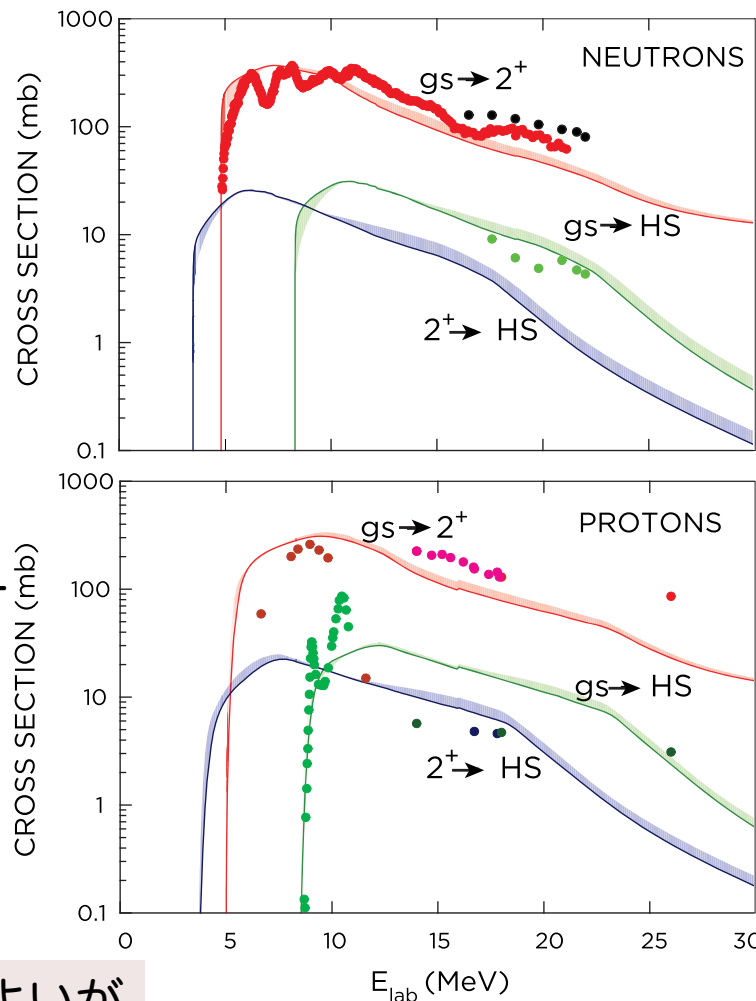 1000
NEUTRONS
gs→2⁺
100
CROSS SECTION (mb)
10
gs→HS
2⁺→ HS
1
0.1
1000
gs→2⁺
PROTONS
100
CROSS SECTION (mb)
10
gs→ HS
2⁺→ HS
1
0.1
0 5 10 15 20 25
E_lab (MeV)